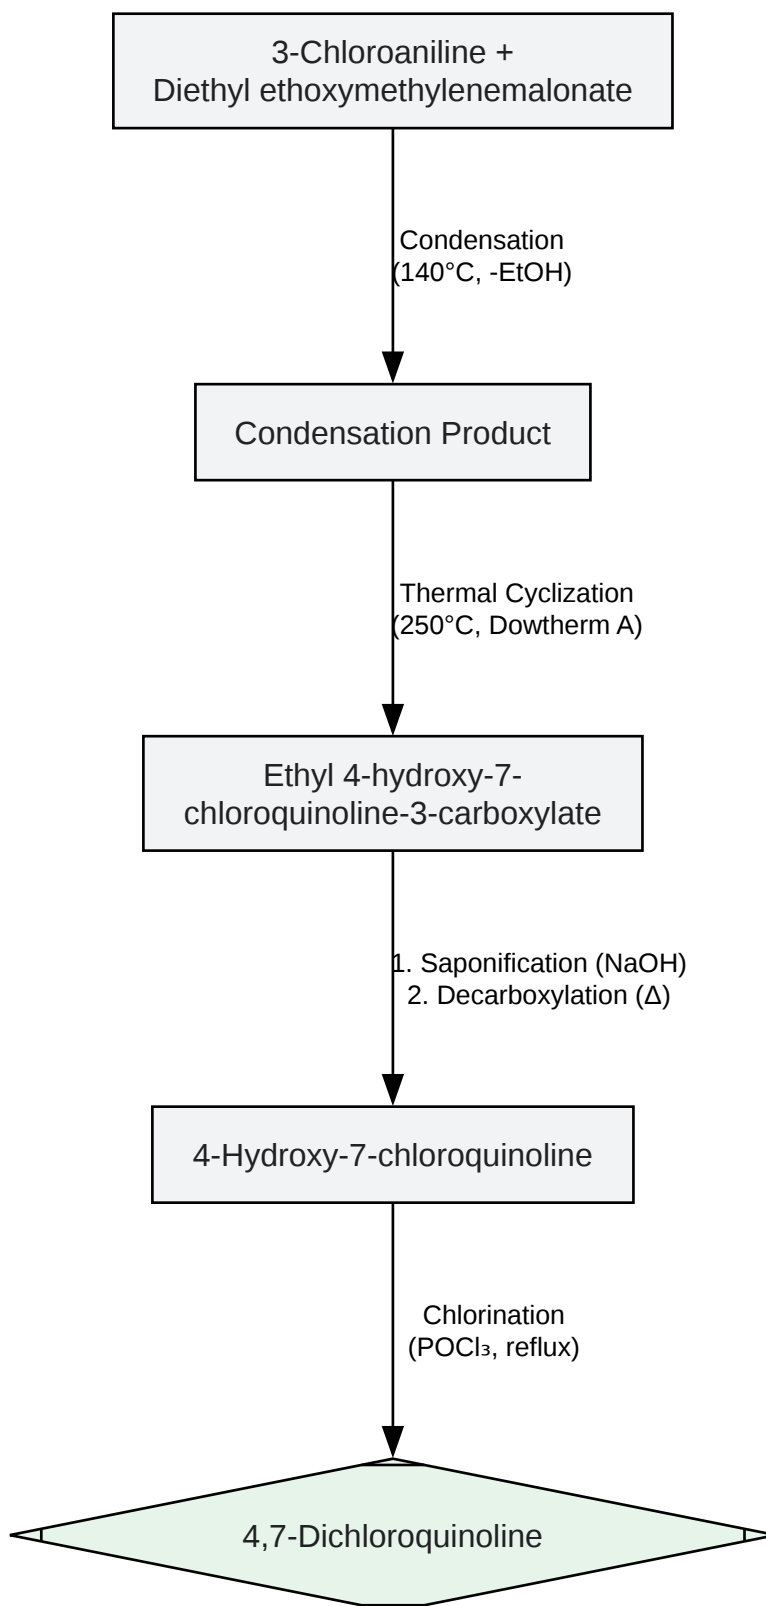 3-Chloroaniline +
Diethyl ethoxymethylenemalonate
Condensation
(140°C, -EtOH)
Condensation Product
Thermal Cyclization
(250°C, Dowtherm A)
Ethyl 4-hydroxy-7-
chloroquinoline-3-carboxylate
1. Saponification (NaOH)
2. Decarboxylation (Δ)
4-Hydroxy-7-chloroquinoline
Chlorination
(POCl₃, reflux)
4,7-Dichloroquinoline